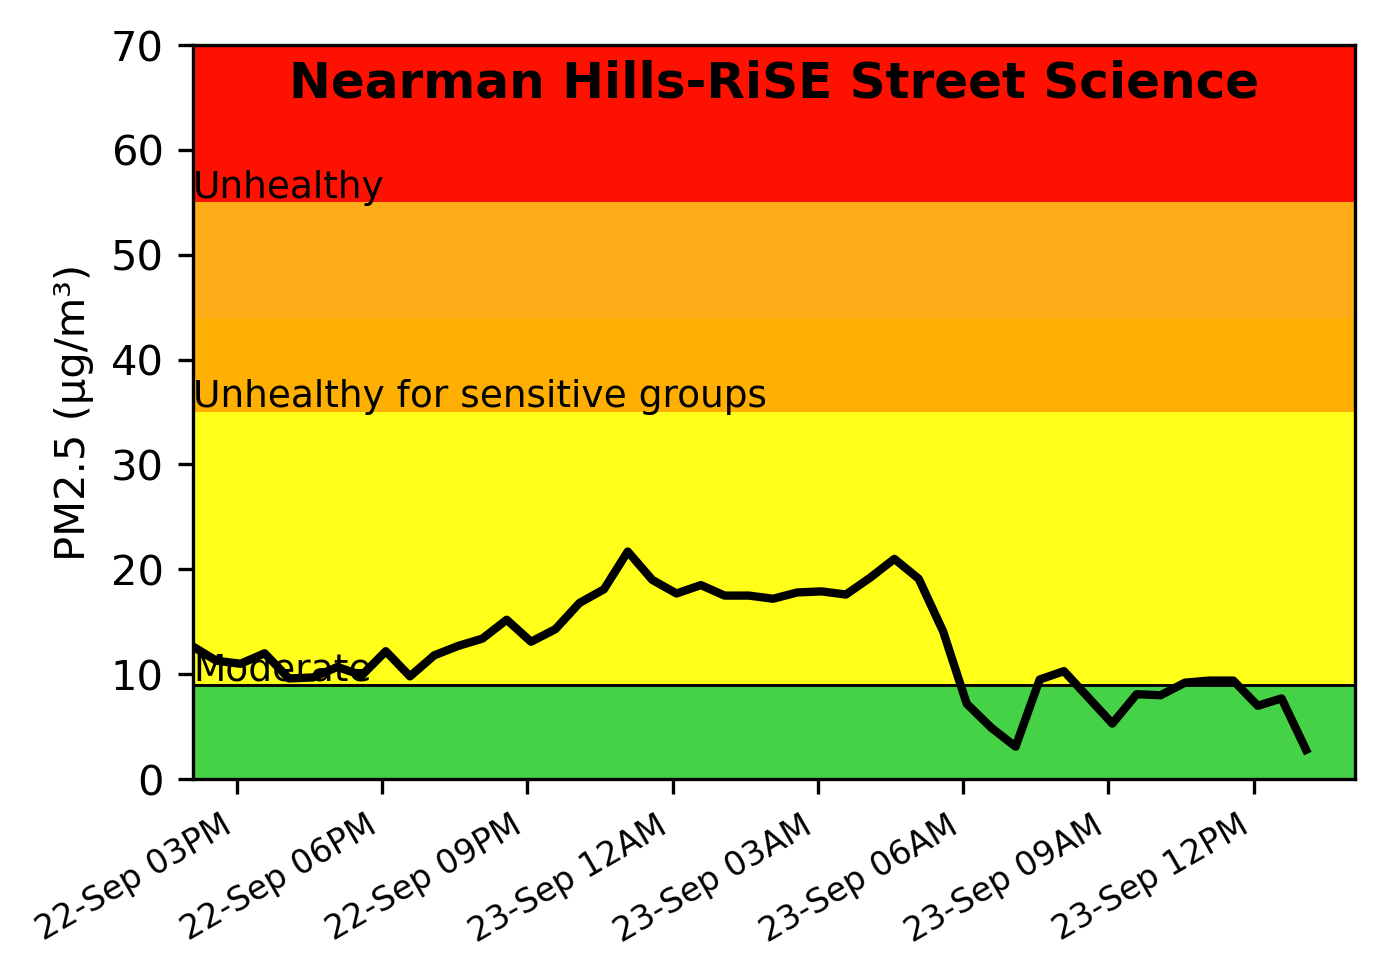 Nearman Hills-RiSE Street Science
70
60
50
40
30
20
10
0
PM2.5 (µg/m³)
Unhealthy
Unhealthy for sensitive groups
Moderate
22-Sep 03PM
22-Sep 06PM
22-Sep 09PM
23-Sep 12AM
23-Sep 03AM
23-Sep 06AM
23-Sep 09AM
23-Sep 12PM